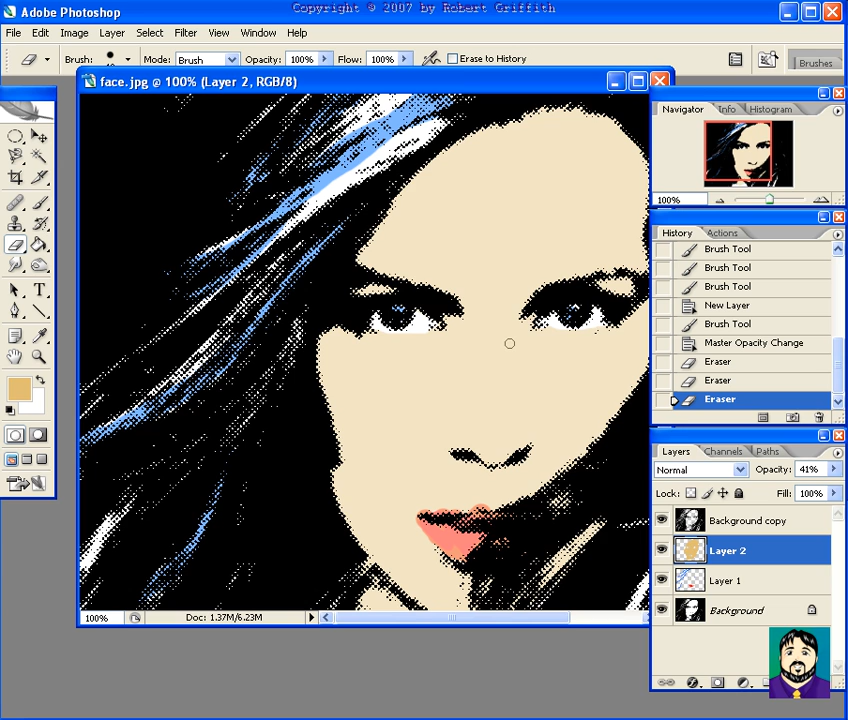 Adobe Photoshop
Copyright © 2007 by Robert Griffith
File Edit Image Layer Select Filter View Window Help
Brush: Mode: Brush Opacity: 100% Flow: 100% Erase to History Brushes
face.jpg @ 100% (Layer 2, RGB/8)
Navigator Info Histogram
100%
History Actions
Brush Tool
Brush Tool
Brush Tool
New Layer
Brush Tool
Master Opacity Change
Eraser
Eraser
Eraser
Layers Channels Paths
Normal Opacity: 41%
Lock: Fill: 100%
Background copy
Layer 2
Layer 1
Background
100% Doc: 1.37M/6.23M